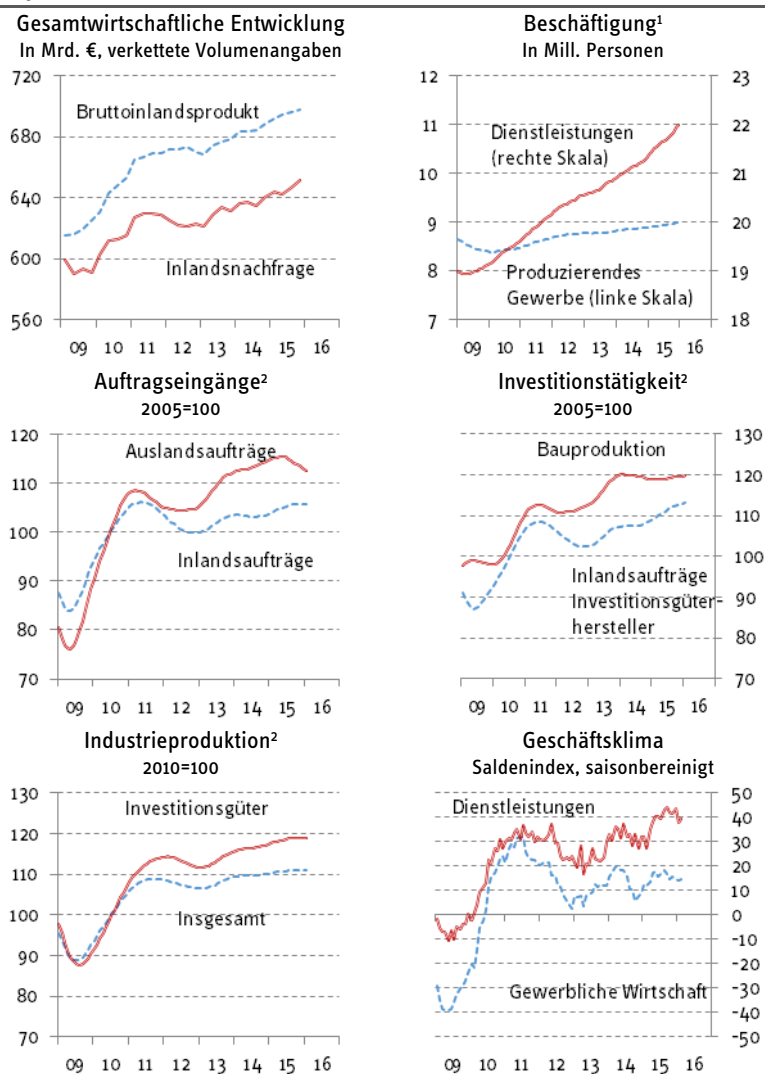 Gesamtwirtschaftliche Entwicklung
In Mrd. €, verkettete Volumenangaben
720
680
640
600
560
Bruttoinlandsprodukt
Inlandsnachfrage
09 10 11 12 13 14 15 16
Beschäftigung¹
In Mill. Personen
12
11
10
9
8
7
23
22
21
20
19
18
Dienstleistungen
(rechte Skala)
Produzierendes
Gewerbe (linke Skala)
09 10 11 12 13 14 15 16
Auftragseingänge²
2005=100
120
110
100
90
80
70
Auslandsaufträge
Inlandsaufträge
09 10 11 12 13 14 15 16
Investitionstätigkeit²
2005=100
130
120
110
100
90
80
70
Bauproduktion
Inlandsaufträge
Investitionsgüter-
hersteller
09 10 11 12 13 14 15 16
Industrieproduktion²
2010=100
130
120
110
100
90
80
70
Investitionsgüter
Insgesamt
09 10 11 12 13 14 15 16
Geschäftsklima
Saldenindex, saisonbereinigt
50
40
30
20
10
0
-10
-20
-30
-40
-50
Dienstleistungen
Gewerbliche Wirtschaft
09 10 11 12 13 14 15 16